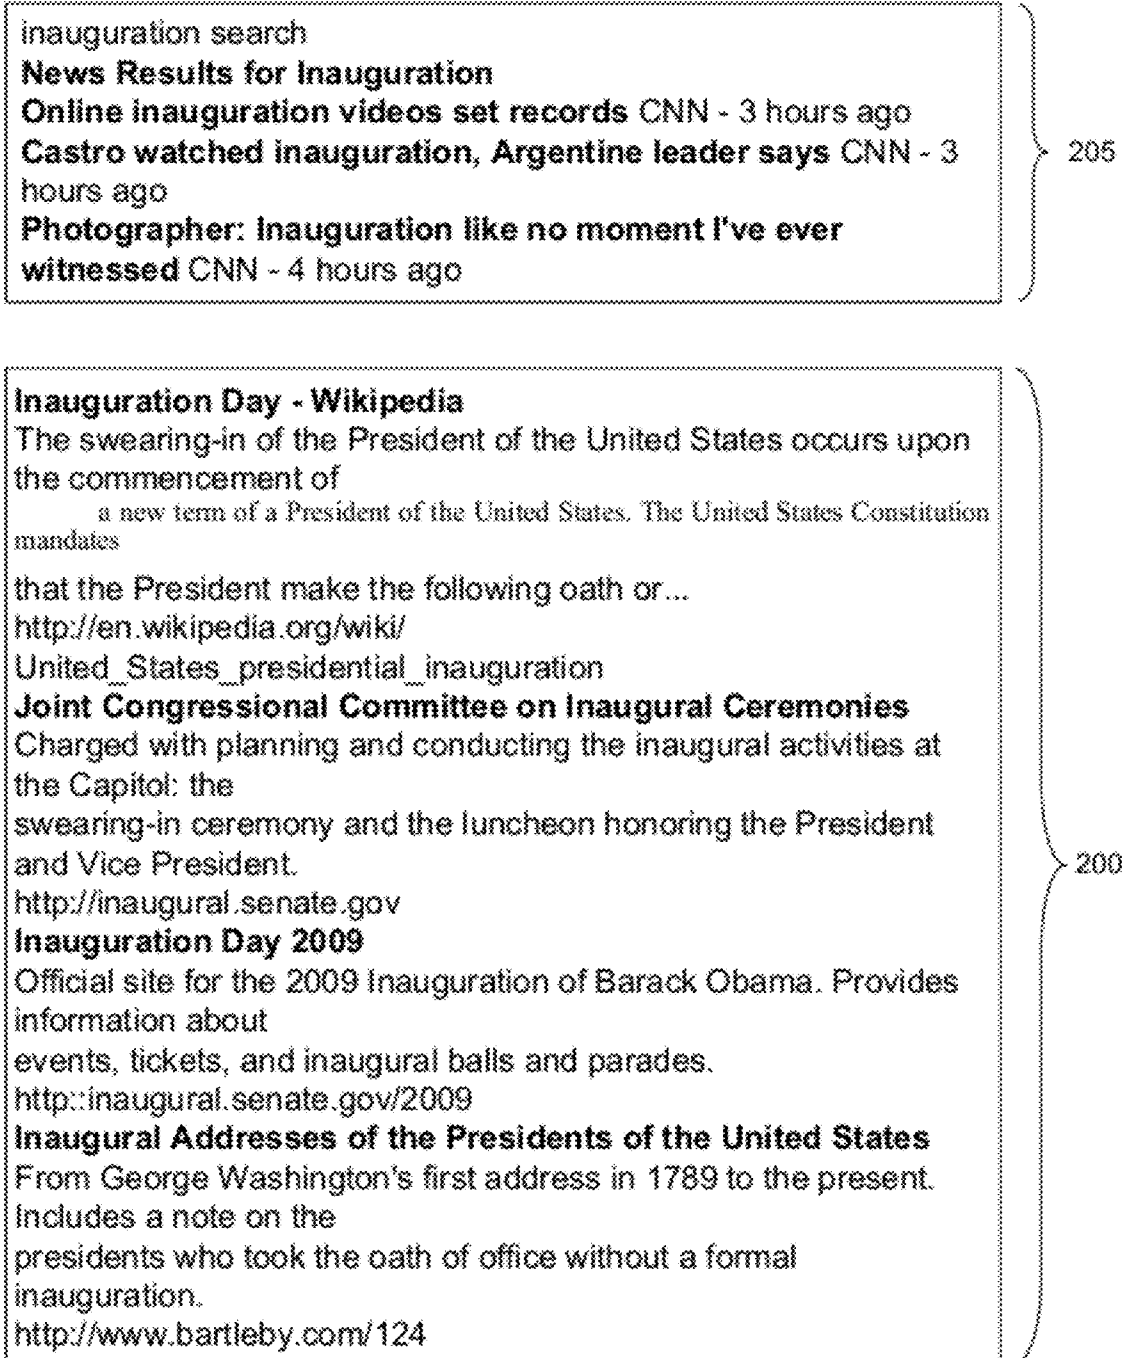 inauguration search
News Results for Inauguration
Online inauguration videos set records CNN - 3 hours ago
Castro watched inauguration, Argentine leader says CNN - 3
hours ago
Photographer: Inauguration like no moment I've ever
witnessed CNN - 4 hours ago
205
Inauguration Day - Wikipedia
The swearing-in of the President of the United States occurs upon
the commencement of
a new term of a President of the United States. The United States Constitution
mandates
that the President make the following oath or...
http://en.wikipedia.org/wiki/
United_States_presidential_inauguration
Joint Congressional Committee on Inaugural Ceremonies
Charged with planning and conducting the inaugural activities at
the Capitol: the
swearing-in ceremony and the luncheon honoring the President
and Vice President.
200
http://inaugural.senate.gov
Inauguration Day 2009
Official site for the 2009 Inauguration of Barack Obama. Provides
information about
events, tickets, and inaugural balls and parades.
http::inaugural.senate.gov/2009
Inaugural Addresses of the Presidents of the United States
From George Washington's first address in 1789 to the present.
Includes a note on the
presidents who took the oath of office without a formal
inauguration.
http://www.bartleby.com/124